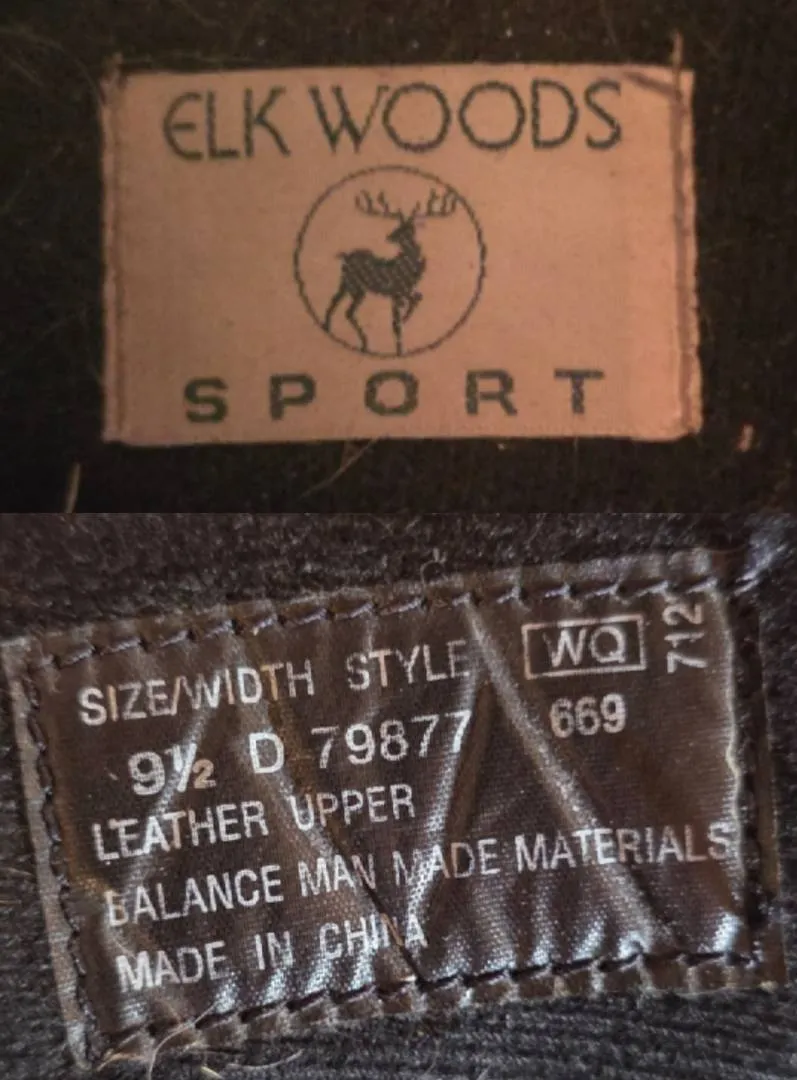 ELK WOODS
SPORT
SIZE/WIDTH STYLE WQ 712
9½ D 79877 669
LEATHER UPPER
BALANCE MAN MADE MATERIALS
MADE IN CHINA